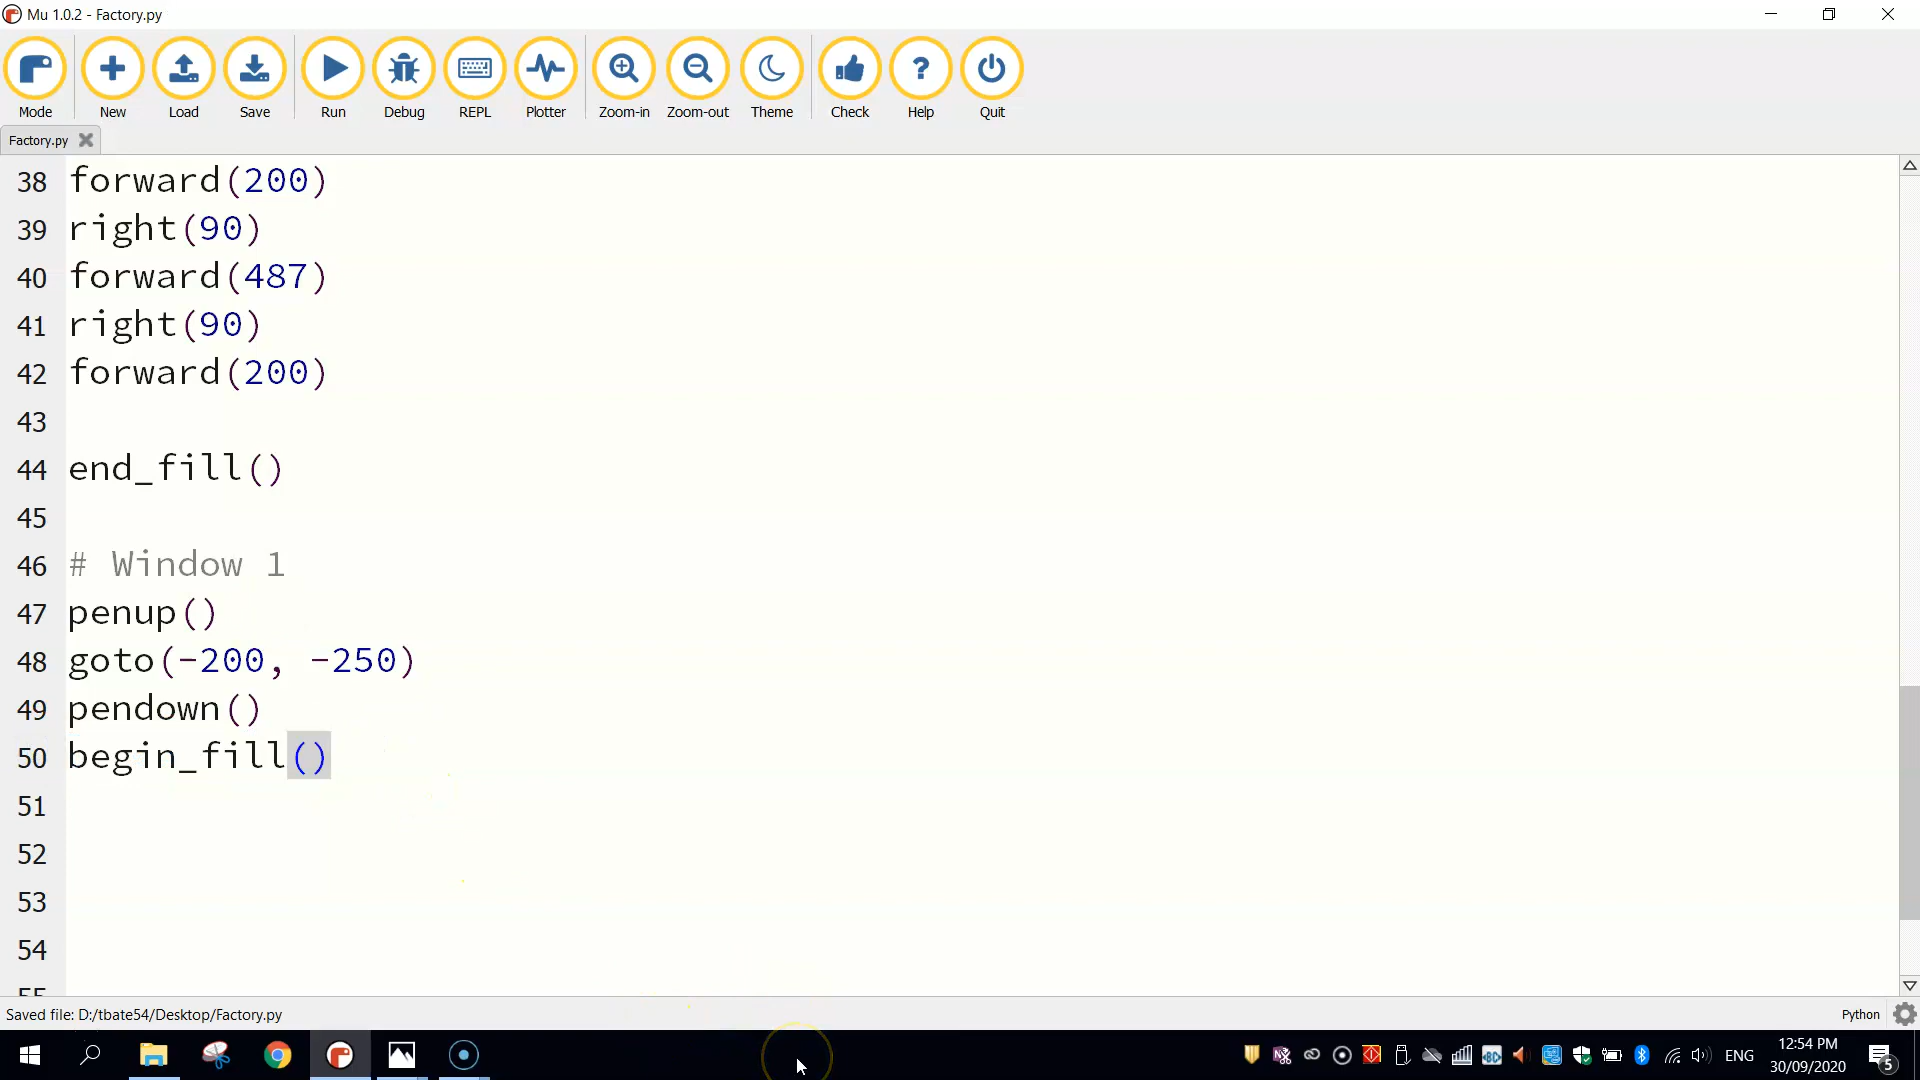 Mu 1.0.2 - Factory.py
Mode New Load Save Run Debug REPL Plotter Zoom-in Zoom-out Theme Check Help Quit
Factory.py
38 forward(200)
39 right(90)
40 forward(487)
41 right(90)
42 forward(200)
43
44 end_fill()
45
46 # Window 1
47 penup()
48 goto(-200, -250)
49 pendown()
50 begin_fill()
51
52
53
54
55
Saved file: D:/tbate54/Desktop/Factory.py
Python
ENG
12:54 PM
30/09/2020
5